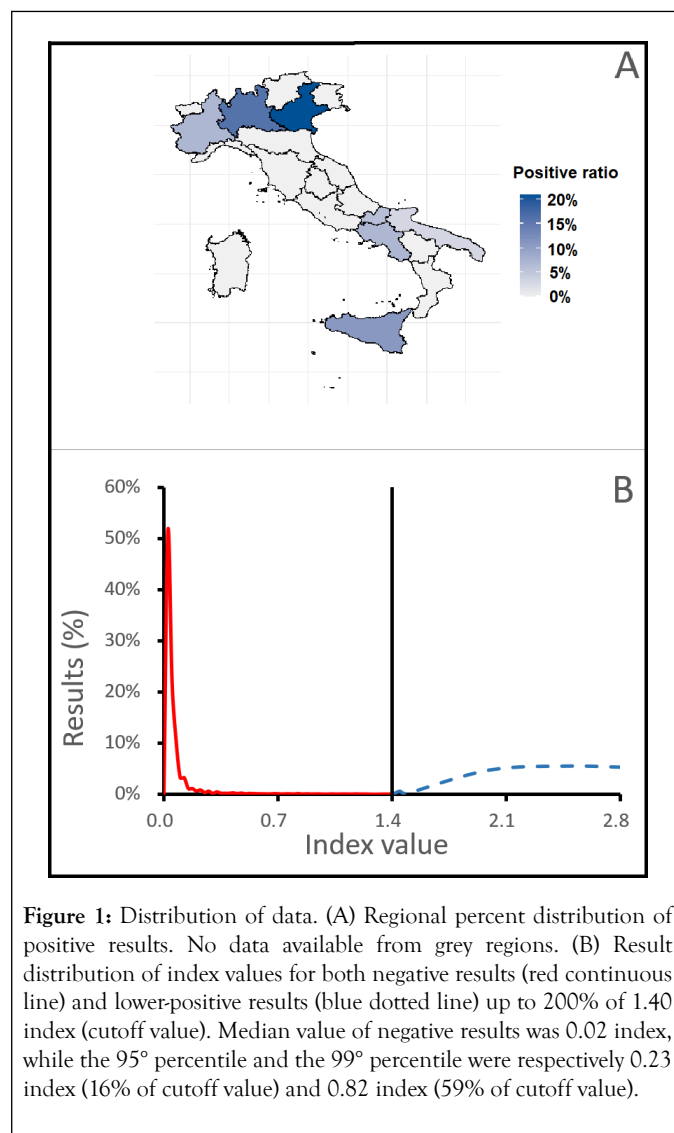 A
Positive ratio
20%
15%
10%
5%
0%
B
60%
50%
40%
30%
20%
10%
0%
Results (%)
0.0 0.7 1.4 2.1 2.8
Index value
Figure 1: Distribution of data. (A) Regional percent distribution of
positive results. No data available from grey regions. (B) Result
distribution of index values for both negative results (red continuous
line) and lower-positive results (blue dotted line) up to 200% of 1.40
index (cutoff value). Median value of negative results was 0.02 index,
while the 95° percentile and the 99° percentile were respectively 0.23
index (16% of cutoff value) and 0.82 index (59% of cutoff value).